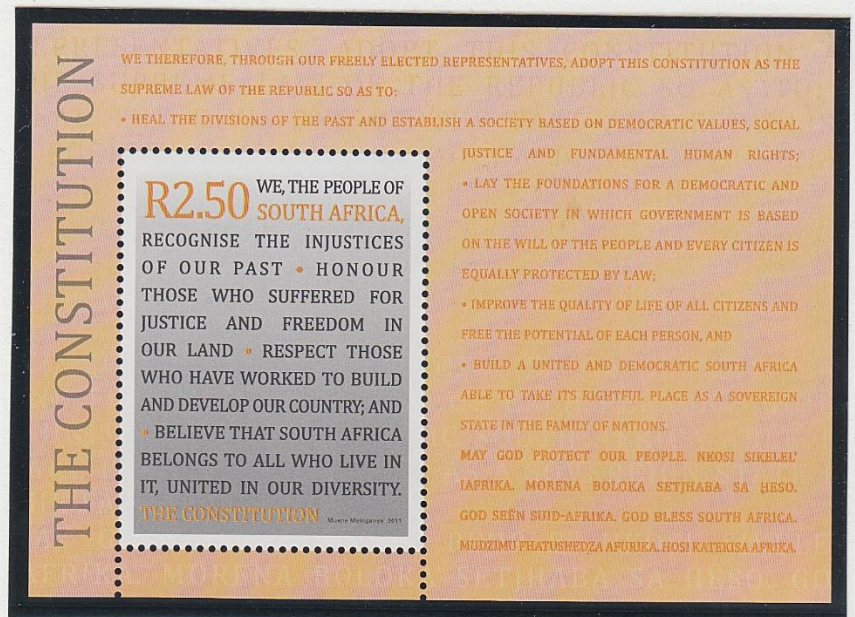 THE CONSTITUTION
WE THEREFORE, THROUGH OUR FREELY ELECTED REPRESENTATIVES, ADOPT THIS CONSTITUTION AS THE
SUPREME LAW OF THE REPUBLIC SO AS TO:
• HEAL THE DIVISIONS OF THE PAST AND ESTABLISH A SOCIETY BASED ON DEMOCRATIC VALUES, SOCIAL
JUSTICE AND FUNDAMENTAL HUMAN RIGHTS;
• LAY THE FOUNDATIONS FOR A DEMOCRATIC AND
OPEN SOCIETY IN WHICH GOVERNMENT IS BASED
ON THE WILL OF THE PEOPLE AND EVERY CITIZEN IS
EQUALLY PROTECTED BY LAW;
• IMPROVE THE QUALITY OF LIFE OF ALL CITIZENS AND
FREE THE POTENTIAL OF EACH PERSON, AND
• BUILD A UNITED AND DEMOCRATIC SOUTH AFRICA
ABLE TO TAKE ITS RIGHTFUL PLACE AS A SOVEREIGN
STATE IN THE FAMILY OF NATIONS.
MAY GOD PROTECT OUR PEOPLE. NKOSI SIKELEL'
IAFRIKA. MORENA BOLOKA SETJHABA SA ḪESO.
GOD SEËN SUID-AFRIKA. GOD BLESS SOUTH AFRICA.
MUDZIMU FHATUSHEDZA AFURIKA. HOSI KATEKISA AFRIKA.
R2.50 WE, THE PEOPLE OF
SOUTH AFRICA,
RECOGNISE THE INJUSTICES
OF OUR PAST • HONOUR
THOSE WHO SUFFERED FOR
JUSTICE AND FREEDOM IN
OUR LAND • RESPECT THOSE
WHO HAVE WORKED TO BUILD
AND DEVELOP OUR COUNTRY; AND
• BELIEVE THAT SOUTH AFRICA
BELONGS TO ALL WHO LIVE IN
IT, UNITED IN OUR DIVERSITY.
THE CONSTITUTION 2011
MORENA BOLOKA SETJHABA SA